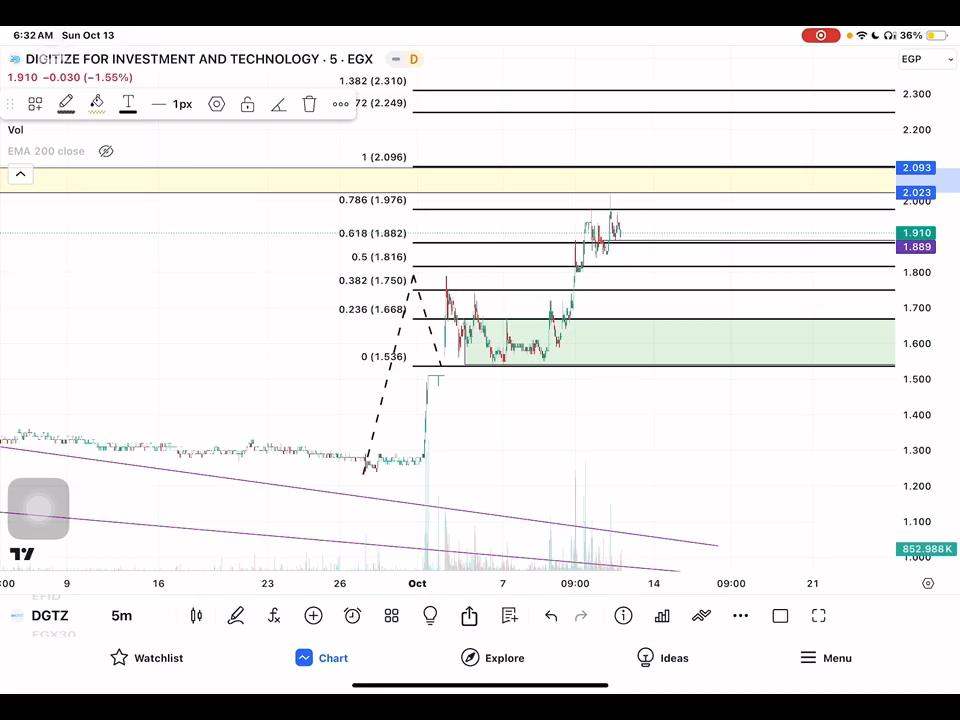 6:32 AM Sun Oct 13
36%
DIGITIZE FOR INVESTMENT AND TECHNOLOGY · 5 · EGX
D
EGP
1.910 −0.030 (−1.55%)
1.382 (2.310)
72 (2.249)
1px
Vol
EMA 200 close
1 (2.096)
0.786 (1.976)
0.618 (1.882)
0.5 (1.816)
0.382 (1.750)
0.236 (1.668)
0 (1.536)
2.300
2.200
2.093
2.023
2.000
1.910
1.889
1.800
1.700
1.600
1.500
1.400
1.300
1.200
1.100
852.988K
1.000
:00
9
16
23
26
Oct
7
09:00
14
09:00
21
EFID
DGTZ
5m
EGX30
Watchlist
Chart
Explore
Ideas
Menu